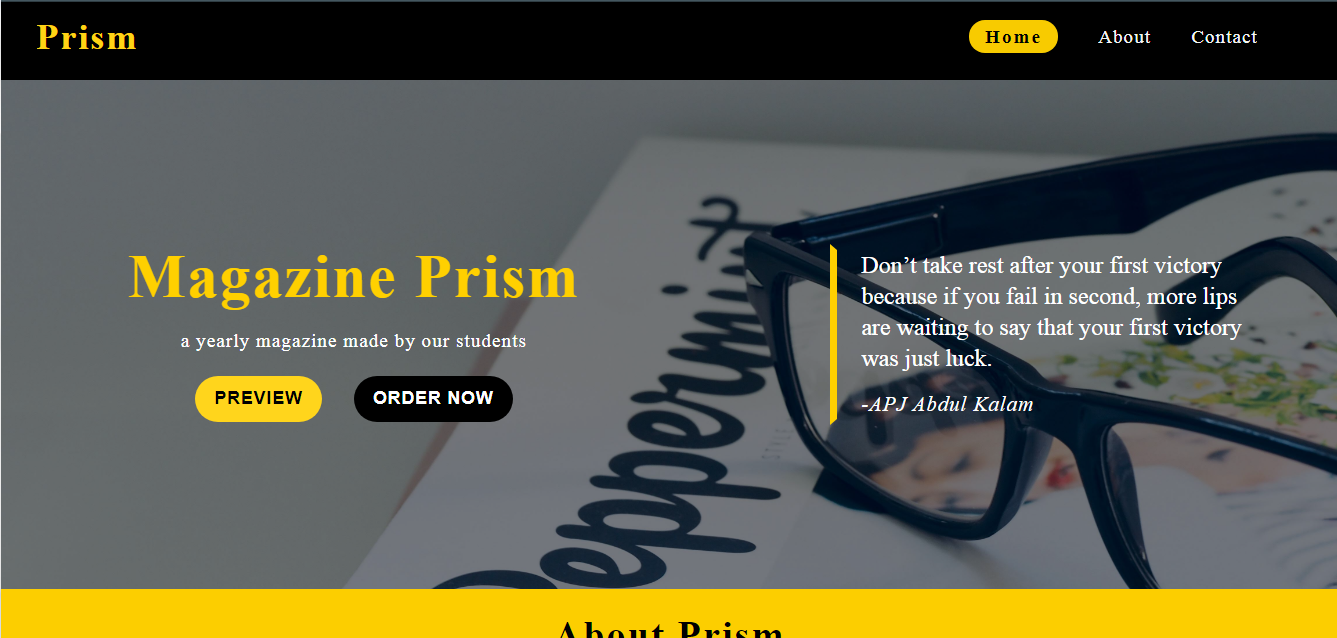 Prism
Home
About
Contact
Magazine Prism
a yearly magazine made by our students
PREVIEW
ORDER NOW
Don’t take rest after your first victory
because if you fail in second, more lips
are waiting to say that your first victory
was just luck.
-APJ Abdul Kalam
Peppermint
STYLE
About Prism